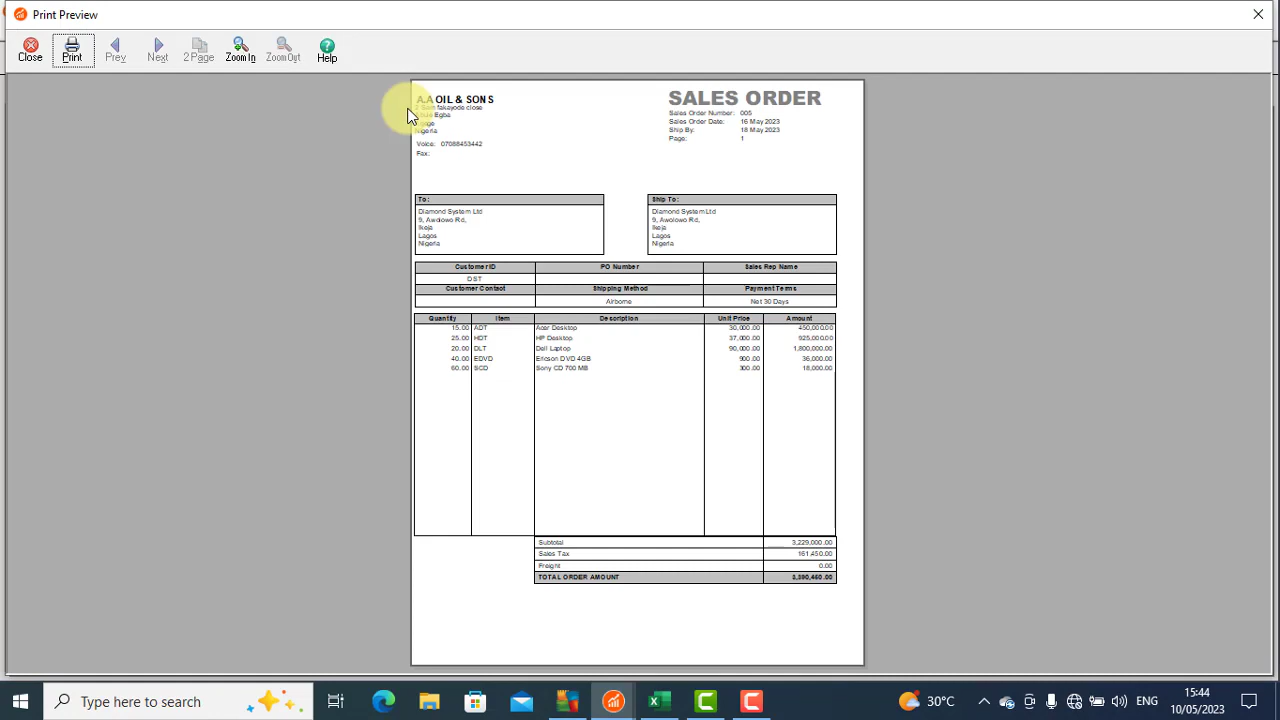 Print Preview
Close Print Prev Next 2 Page Zoom In Zoom Out Help
A.A OIL & SONS
fakayode close
Egba
Nigeria
Voice: 07088453442
Fax:
SALES ORDER
Sales Order Number: 005
Sales Order Date: 16 May 2023
Ship By: 18 May 2023
Page: 1
To:
Diamond System Ltd
9, Awolowo Rd,
Ikeja
Lagos
Nigeria
Ship To:
Diamond System Ltd
9, Awolowo Rd,
Ikeja
Lagos
Nigeria
Customer ID PO Number Sales Rep Name
DST
Customer Contact Shipping Method Payment Terms
Airborne Net 30 Days
Quantity Item Description Unit Price Amount
15.00 ADT Acer Desktop 30,000.00 450,000.00
25.00 HDT HP Desktop 37,000.00 925,000.00
20.00 DLT Dell Laptop 90,000.00 1,800,000.00
40.00 EDVD Ericson DVD 4GB 900.00 36,000.00
60.00 SCD Sony CD 700 MB 300.00 18,000.00
Subtotal 3,229,000.00
Sales Tax 161,450.00
Freight 0.00
TOTAL ORDER AMOUNT 3,390,450.00
Type here to search
30°C
ENG
15:44
10/05/2023